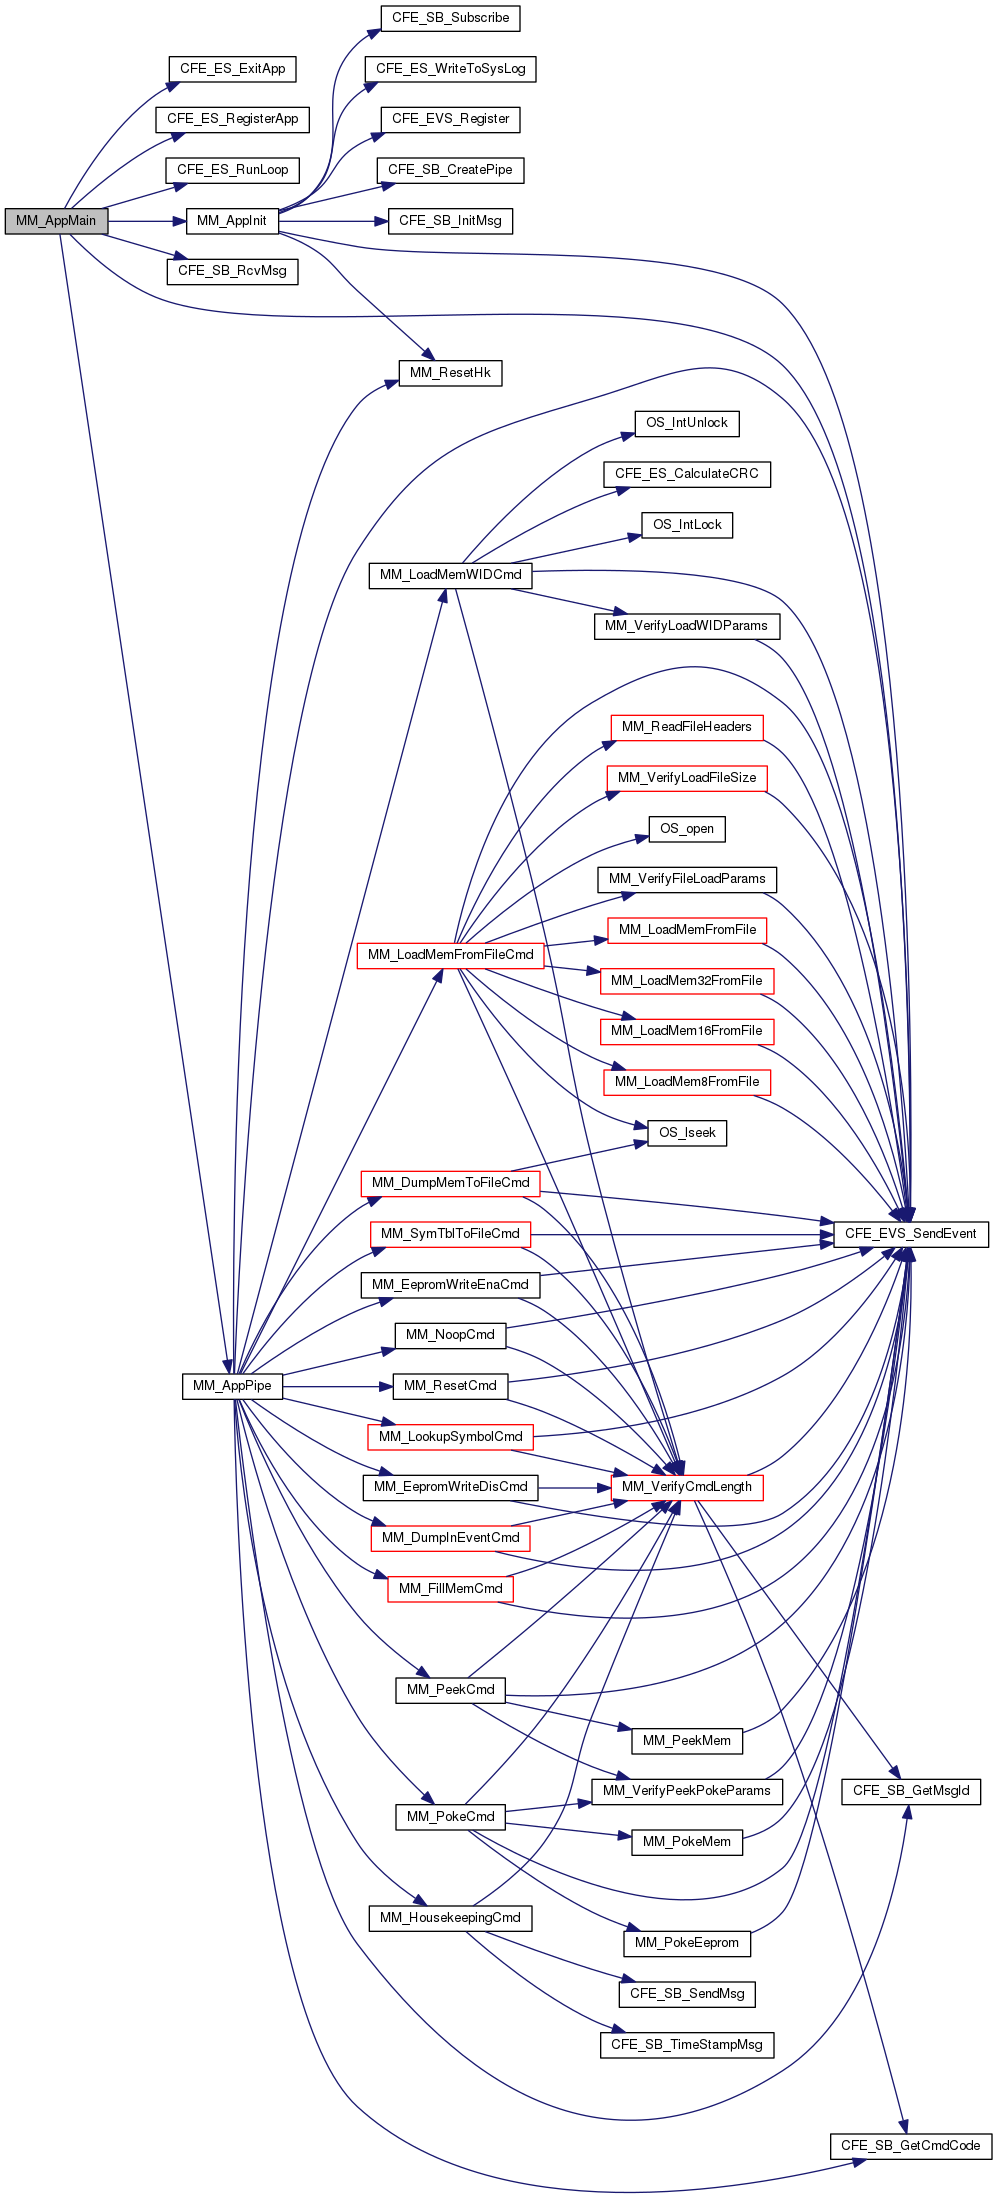 CFE_SB_Subscribe
CFE_ES_ExitApp
CFE_ES_WriteToSysLog
CFE_ES_RegisterApp
CFE_EVS_Register
CFE_ES_RunLoop
CFE_SB_CreatePipe
MM_AppMain
MM_AppInit
CFE_SB_InitMsg
CFE_SB_RcvMsg
MM_ResetHk
OS_IntUnlock
CFE_ES_CalculateCRC
OS_IntLock
MM_LoadMemWIDCmd
MM_VerifyLoadWIDParams
MM_ReadFileHeaders
MM_VerifyLoadFileSize
OS_open
MM_VerifyFileLoadParams
MM_LoadMemFromFile
MM_LoadMemFromFileCmd
MM_LoadMem32FromFile
MM_LoadMem16FromFile
MM_LoadMem8FromFile
OS_lseek
MM_DumpMemToFileCmd
MM_SymTblToFileCmd
CFE_EVS_SendEvent
MM_EepromWriteEnaCmd
MM_NoopCmd
MM_AppPipe
MM_ResetCmd
MM_LookupSymbolCmd
MM_EepromWriteDisCmd
MM_VerifyCmdLength
MM_DumpInEventCmd
MM_FillMemCmd
MM_PeekCmd
MM_PeekMem
MM_VerifyPeekPokeParams
CFE_SB_GetMsgId
MM_PokeCmd
MM_PokeMem
MM_HousekeepingCmd
MM_PokeEeprom
CFE_SB_SendMsg
CFE_SB_TimeStampMsg
CFE_SB_GetCmdCode